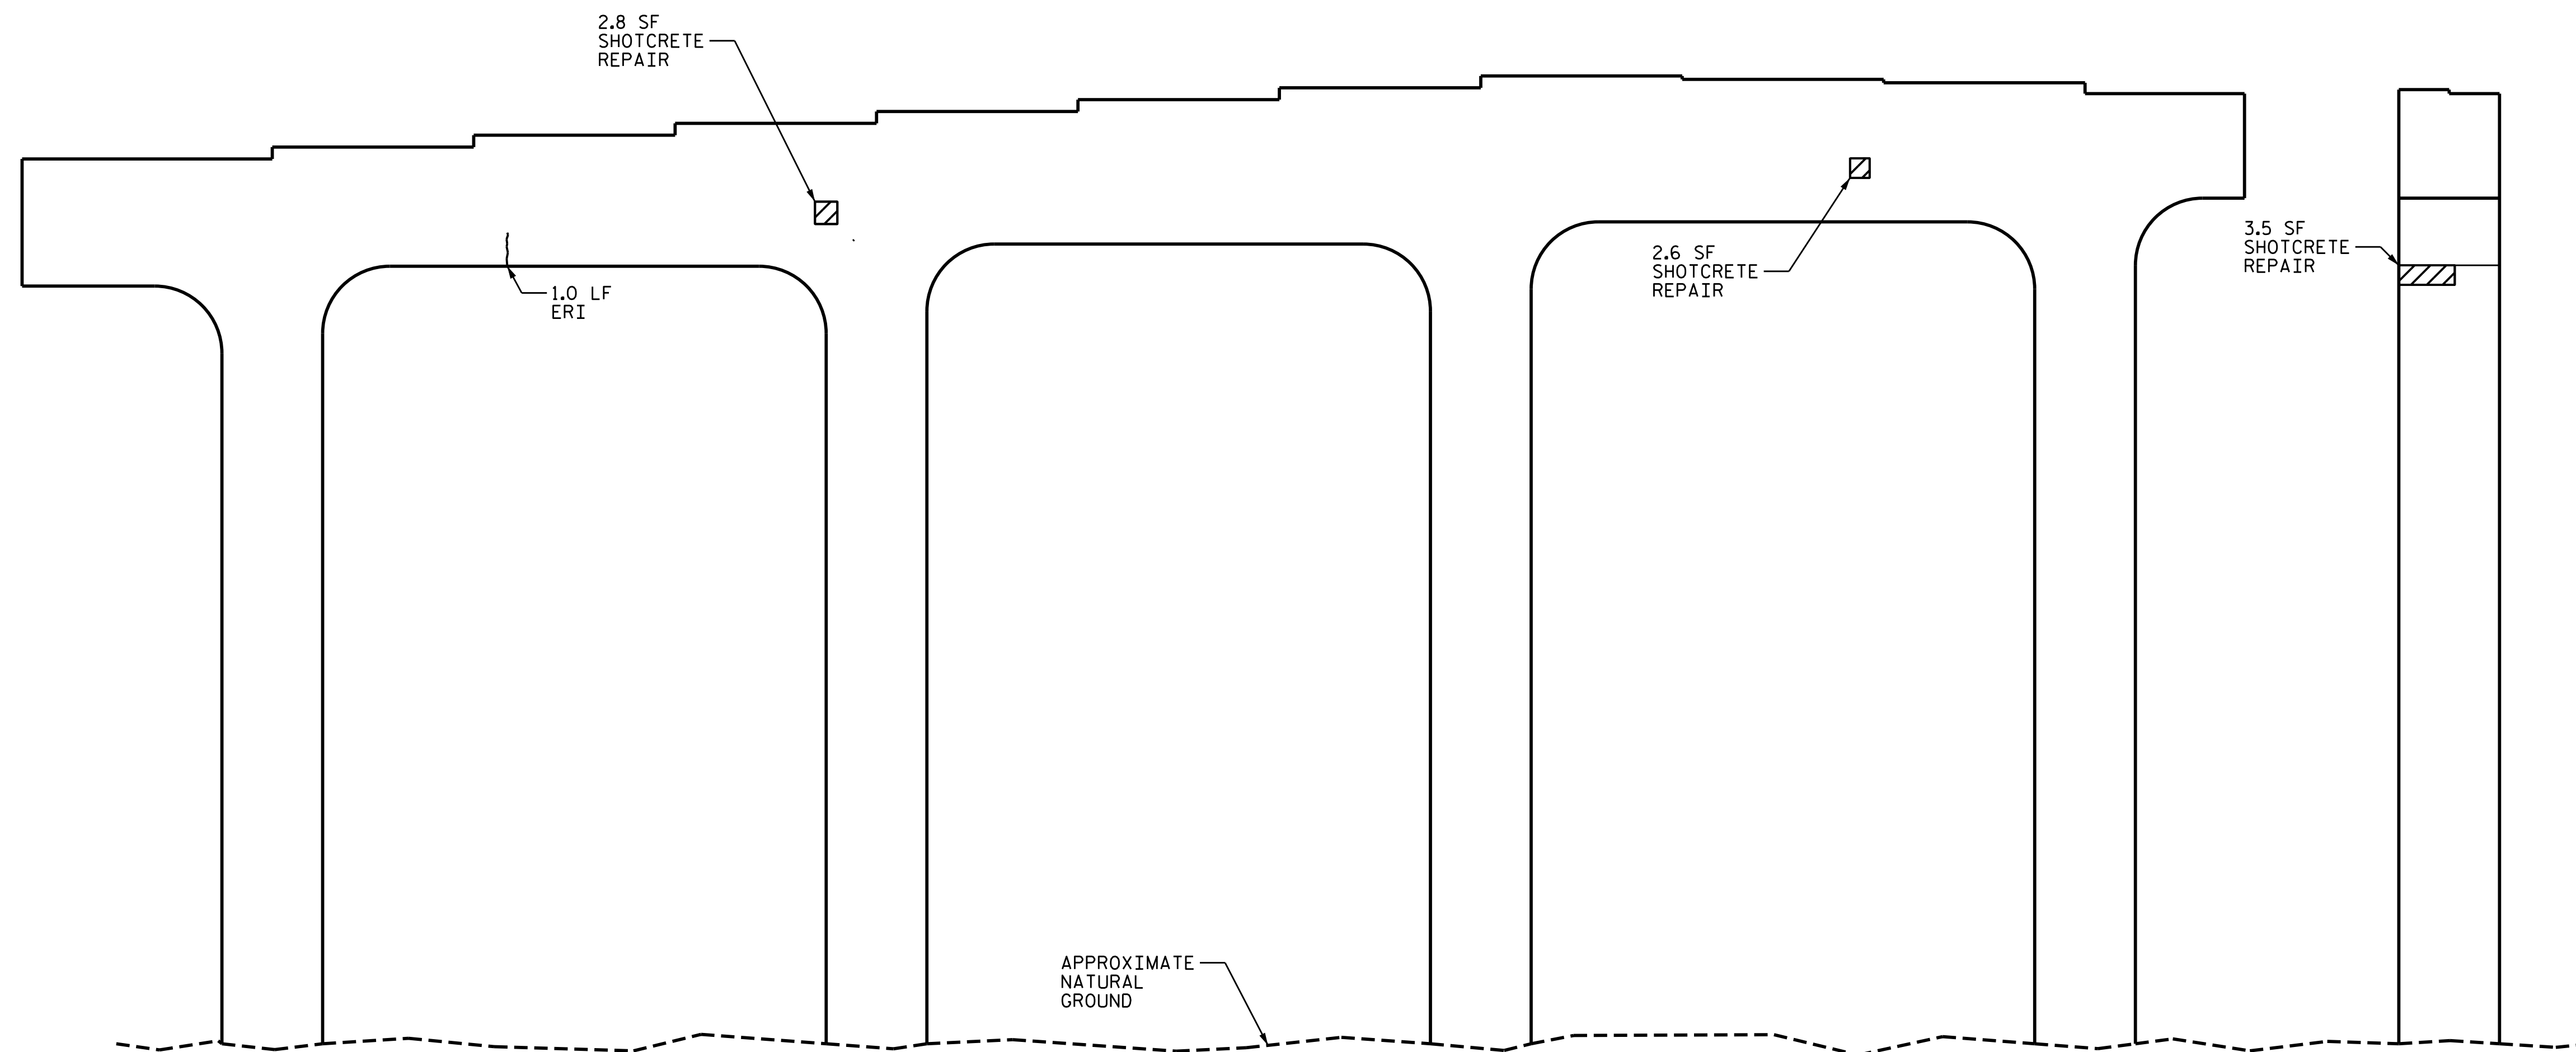 2.8 SF
SHOTCRETE
REPAIR
1.0 LF
ERI
2.6 SF
SHOTCRETE
REPAIR
3.5 SF
SHOTCRETE
REPAIR
APPROXIMATE
NATURAL
GROUND